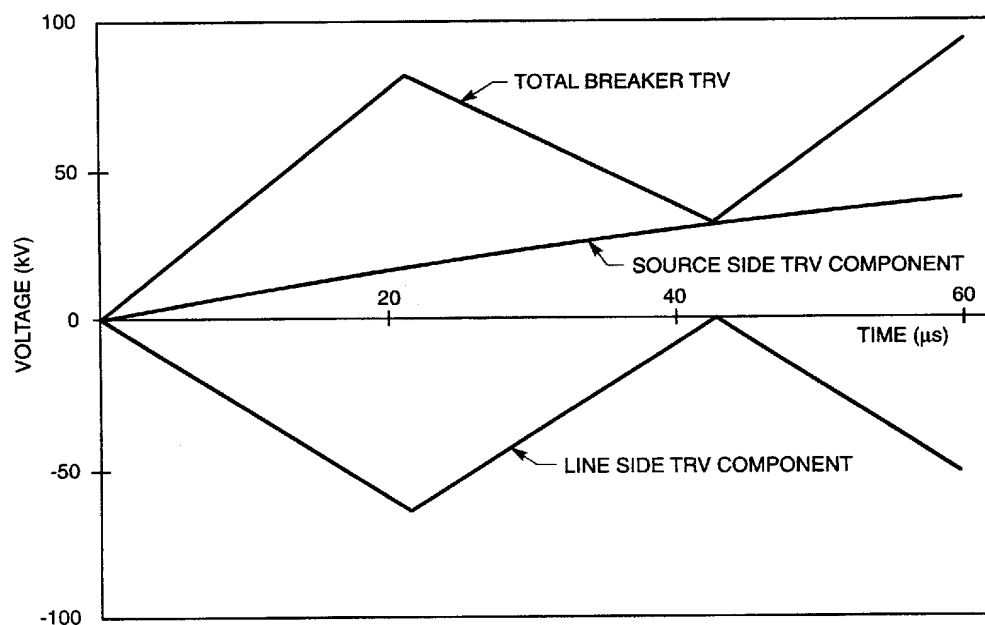 100
TOTAL BREAKER TRV
50
SOURCE SIDE TRV COMPONENT
VOLTAGE (kV)
0
20
40
60
TIME (µs)
-50
LINE SIDE TRV COMPONENT
-100